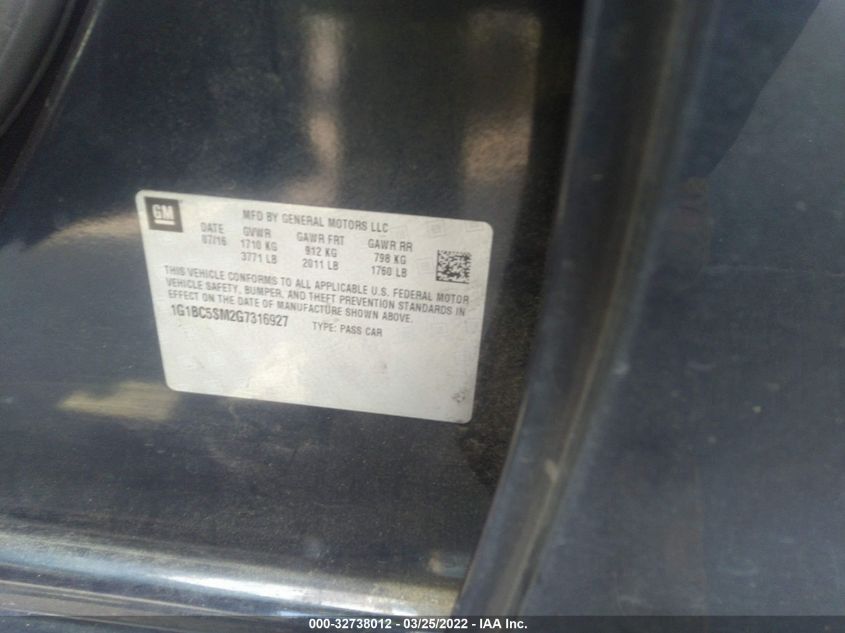 GM
MFD BY GENERAL MOTORS LLC
DATE GVWR GAWR FRT GAWR RR
07/16 1710 KG 912 KG 798 KG
3771 LB 2011 LB 1760 LB
THIS VEHICLE CONFORMS TO ALL APPLICABLE U.S. FEDERAL MOTOR
VEHICLE SAFETY, BUMPER, AND THEFT PREVENTION STANDARDS IN
EFFECT ON THE DATE OF MANUFACTURE SHOWN ABOVE.
1G1BC5SM2G7316927 TYPE: PASS CAR
000-32738012 - 03/25/2022 - IAA Inc.